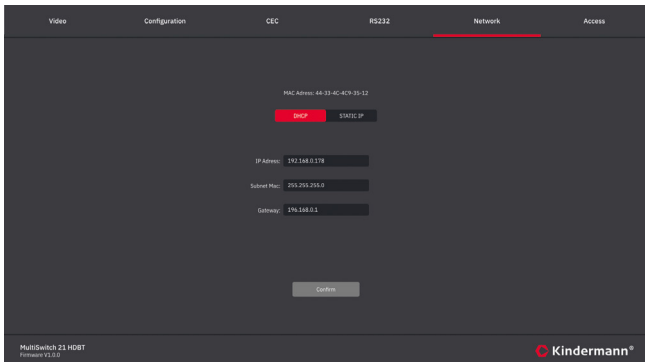 Video Configuration CEC RS232 Network Access
MAC Adress: 44-33-4C-4C9-35-12
DHCP STATIC IP
IP Adress: 192.168.0.178
Subnet Mac: 255.255.255.0
Gateway: 196.168.0.1
Confirm
MultiSwitch 21 HDBT
Firmware V1.0.0
Kindermann®